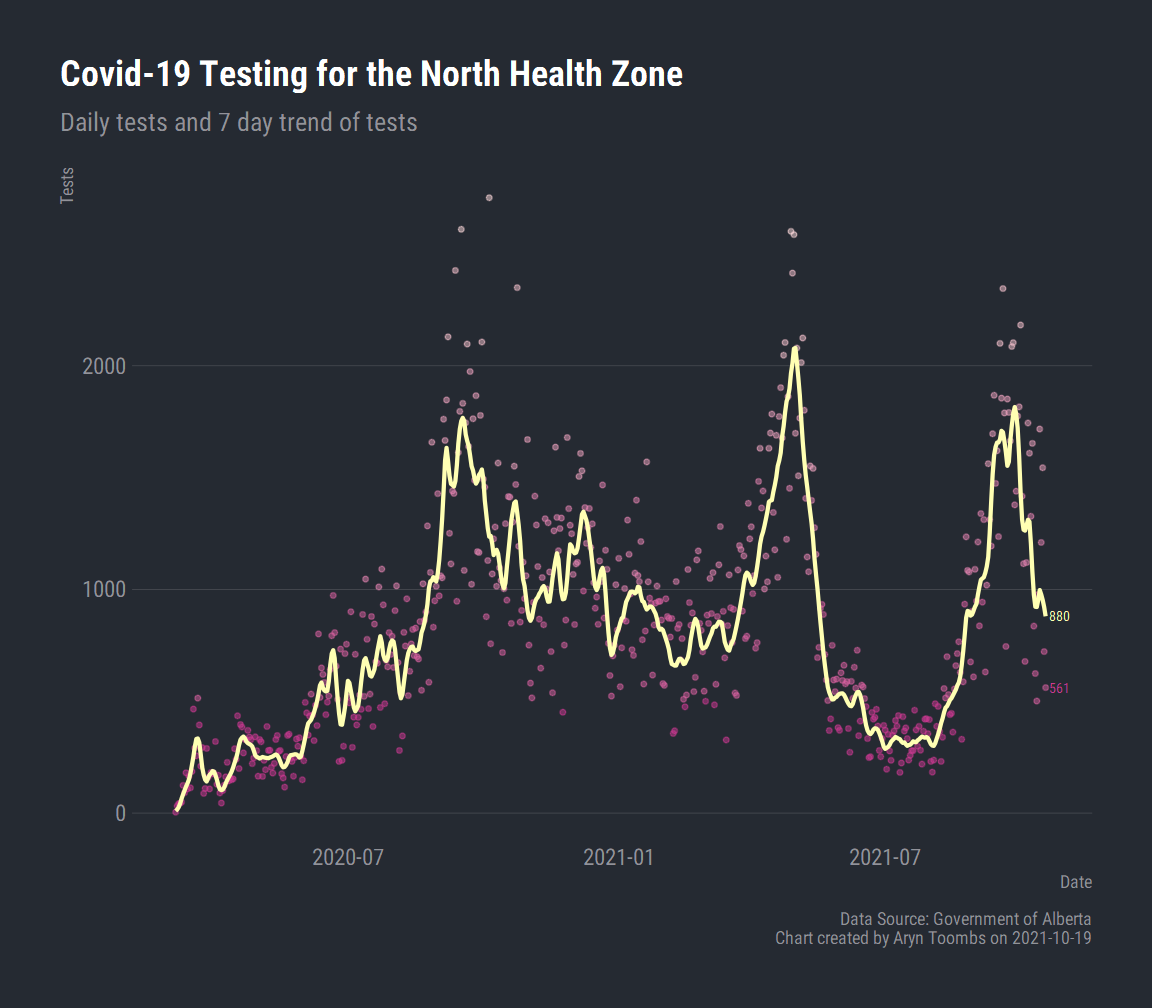 Covid-19 Testing for the North Health Zone
Daily tests and 7 day trend of tests
Tests
2000
1000
880
561
0
2020-07
2021-01
2021-07
Date
Data Source: Government of Alberta
Chart created by Aryn Toombs on 2021-10-19